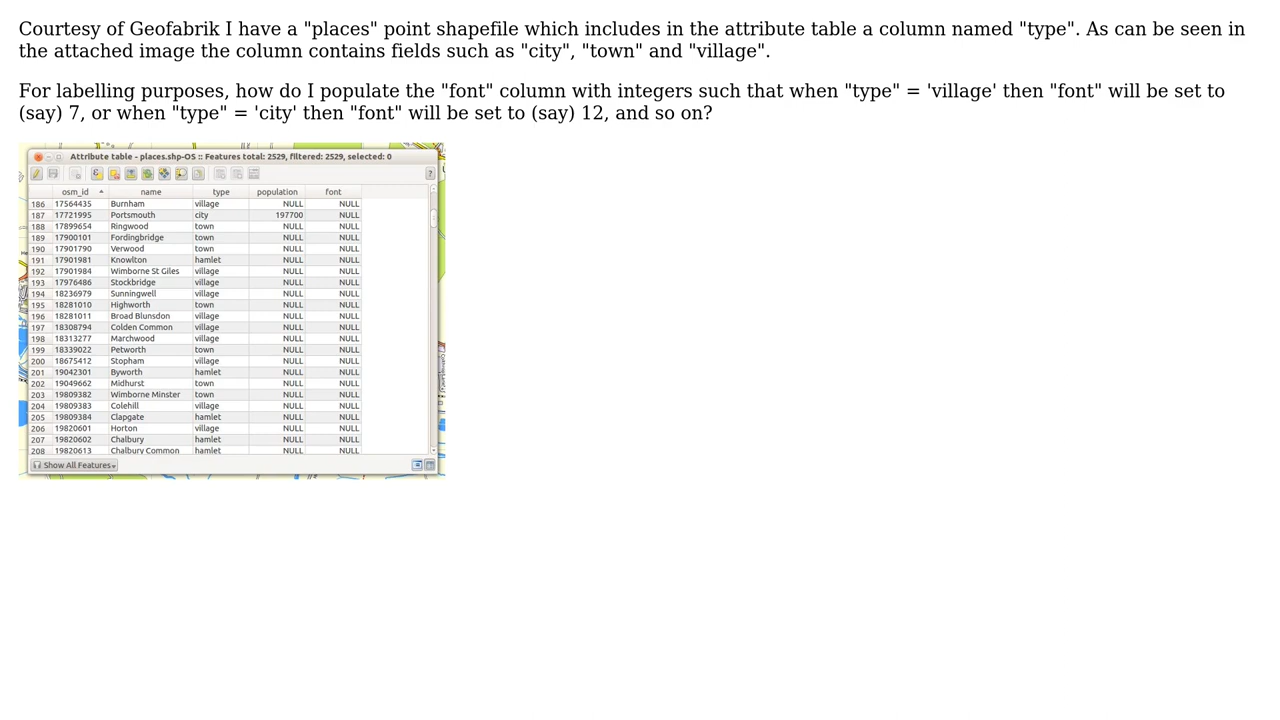 Courtesy of Geofabrik I have a "places" point shapefile which includes in the attribute table a column named "type". As can be seen in
the attached image the column contains fields such as "city", "town" and "village".
For labelling purposes, how do I populate the "font" column with integers such that when "type" = 'village' then "font" will be set to
(say) 7, or when "type" = 'city' then "font" will be set to (say) 12, and so on?
Attribute table - places.shp-OS :: Features total: 2529, filtered: 2529, selected: 0
?
osm_id name type population font
186 17564435 Burnham village NULL NULL
187 17721995 Portsmouth city 197700 NULL
188 17899654 Ringwood town NULL NULL
189 17900101 Fordingbridge town NULL NULL
190 17901790 Verwood town NULL NULL
191 17901981 Knowlton hamlet NULL NULL
192 17901984 Wimborne St Giles village NULL NULL
193 17976486 Stockbridge village NULL NULL
194 18236979 Sunningwell village NULL NULL
195 18281010 Highworth town NULL NULL
196 18281011 Broad Blunsdon village NULL NULL
197 18308794 Colden Common village NULL NULL
198 18313277 Marchwood village NULL NULL
199 18339022 Petworth town NULL NULL
200 18675412 Stopham village NULL NULL
201 19042301 Byworth hamlet NULL NULL
202 19049662 Midhurst town NULL NULL
203 19809382 Wimborne Minster town NULL NULL
204 19809383 Colehill village NULL NULL
205 19809384 Clapgate hamlet NULL NULL
206 19820601 Horton village NULL NULL
207 19820602 Chalbury hamlet NULL NULL
208 19820613 Chalbury Common hamlet NULL NULL
Show All Features